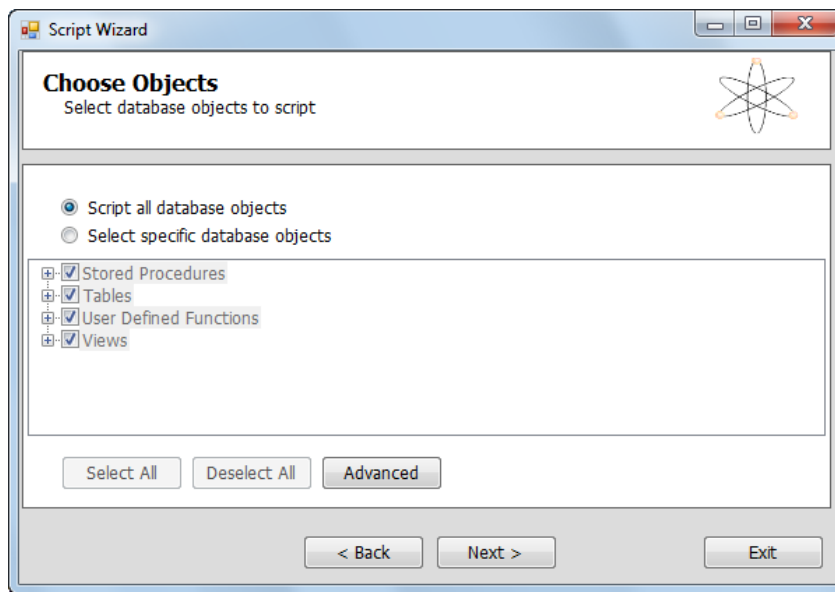 Script Wizard
Choose Objects
Select database objects to script
Script all database objects
Select specific database objects
Stored Procedures
Tables
User Defined Functions
Views
Select All Deselect All Advanced
< Back Next > Exit